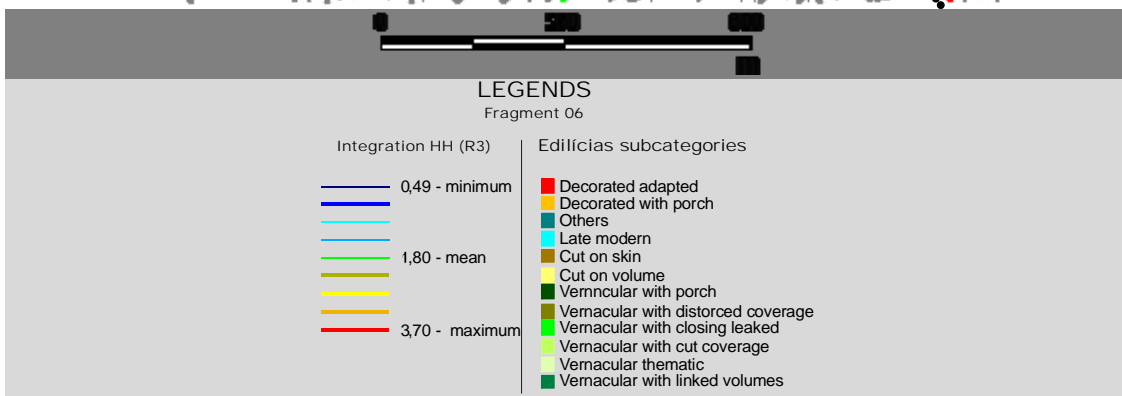 LEGENDS
Fragment 06
Integration HH (R3)
0,49 - minimum
1,80 - mean
3,70 - maximum
Edilícias subcategories
Decorated adapted
Decorated with porch
Others
Late modern
Cut on skin
Cut on volume
Vernncular with porch
Vernacular with distorced coverage
Vernacular with closing leaked
Vernacular with cut coverage
Vernacular thematic
Vernacular with linked volumes